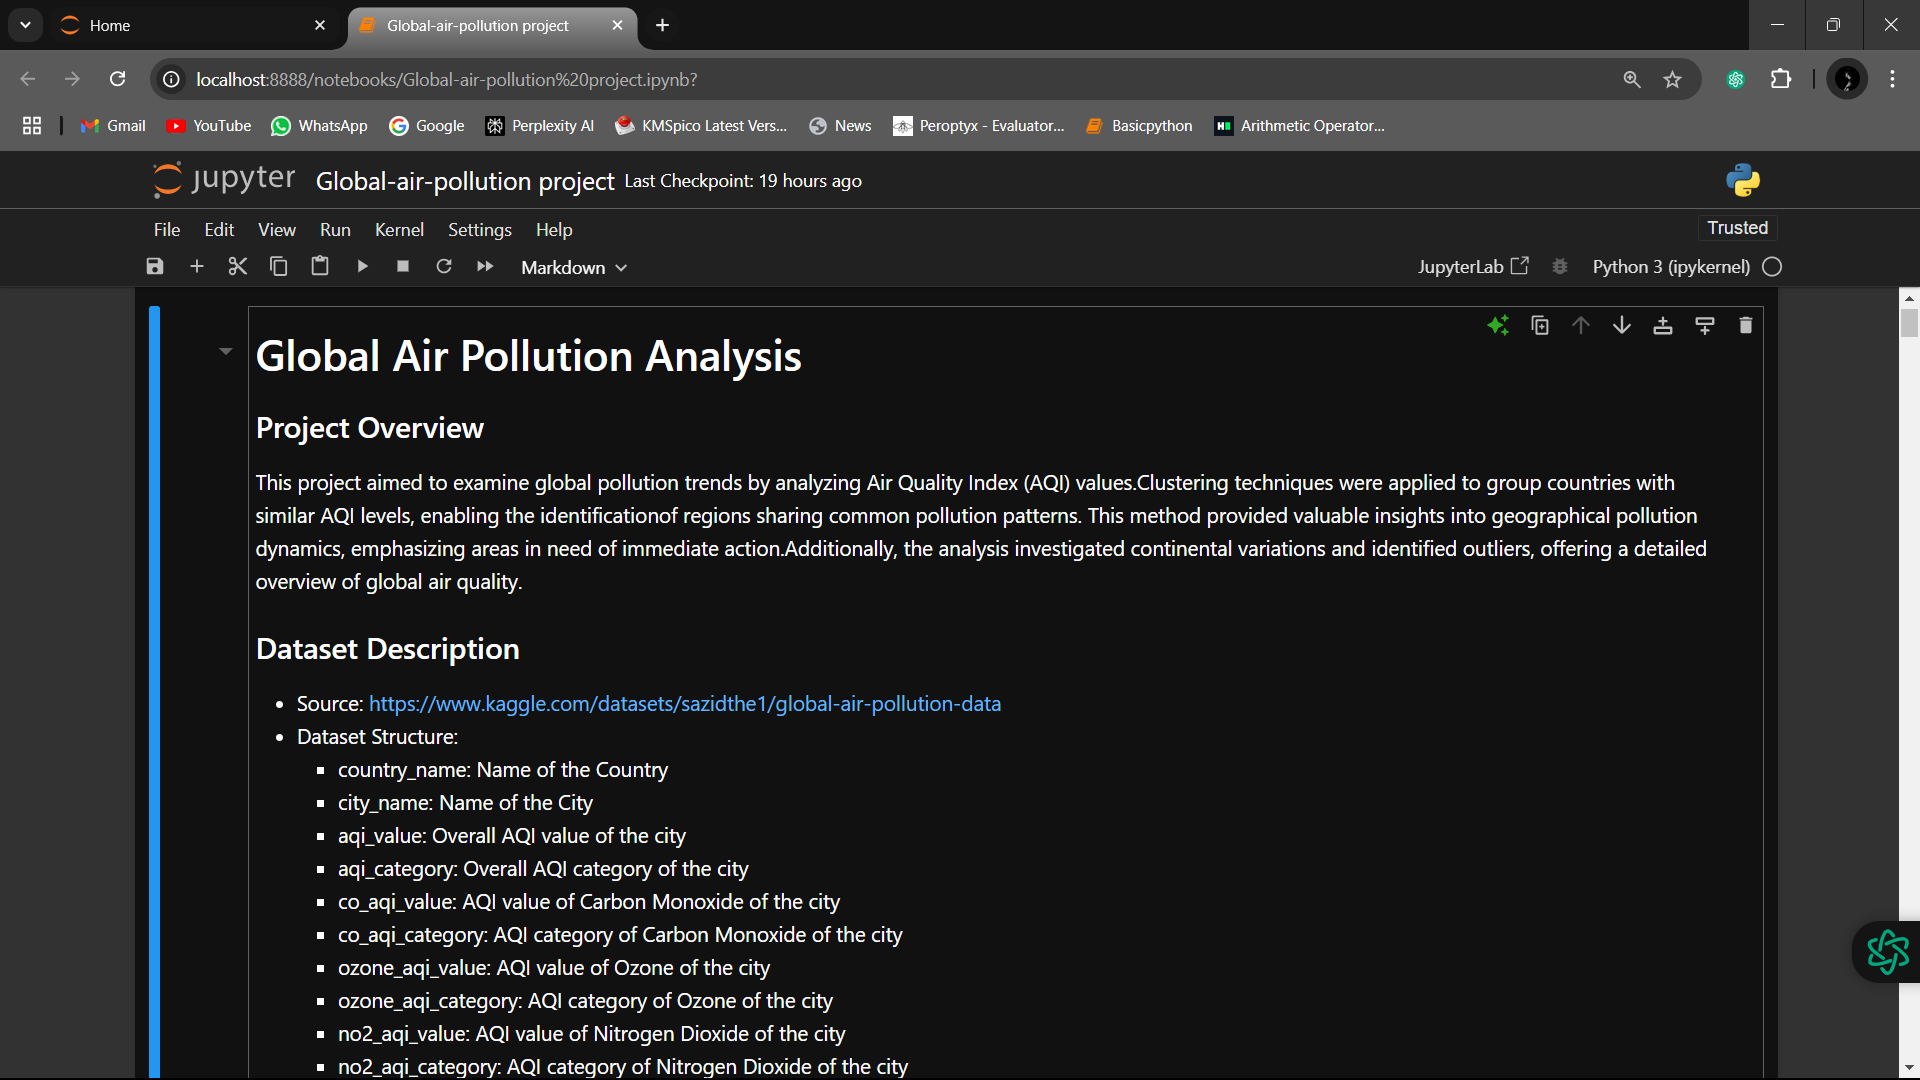 Home
Global-air-pollution project
localhost:8888/notebooks/Global-air-pollution%20project.ipynb?
Gmail YouTube WhatsApp Google Perplexity AI KMSpico Latest Vers... News Peroptyx - Evaluator... Basicpython Arithmetic Operator...
jupyter Global-air-pollution project Last Checkpoint: 19 hours ago
File Edit View Run Kernel Settings Help Trusted
Markdown JupyterLab Python 3 (ipykernel)
Global Air Pollution Analysis
Project Overview
This project aimed to examine global pollution trends by analyzing Air Quality Index (AQI) values.Clustering techniques were applied to group countries with
similar AQI levels, enabling the identificationof regions sharing common pollution patterns. This method provided valuable insights into geographical pollution
dynamics, emphasizing areas in need of immediate action.Additionally, the analysis investigated continental variations and identified outliers, offering a detailed
overview of global air quality.
Dataset Description
• Source: https://www.kaggle.com/datasets/sazidthe1/global-air-pollution-data
• Dataset Structure:
▪ country_name: Name of the Country
▪ city_name: Name of the City
▪ aqi_value: Overall AQI value of the city
▪ aqi_category: Overall AQI category of the city
▪ co_aqi_value: AQI value of Carbon Monoxide of the city
▪ co_aqi_category: AQI category of Carbon Monoxide of the city
▪ ozone_aqi_value: AQI value of Ozone of the city
▪ ozone_aqi_category: AQI category of Ozone of the city
▪ no2_aqi_value: AQI value of Nitrogen Dioxide of the city
▪ no2_aqi_category: AQI category of Nitrogen Dioxide of the city